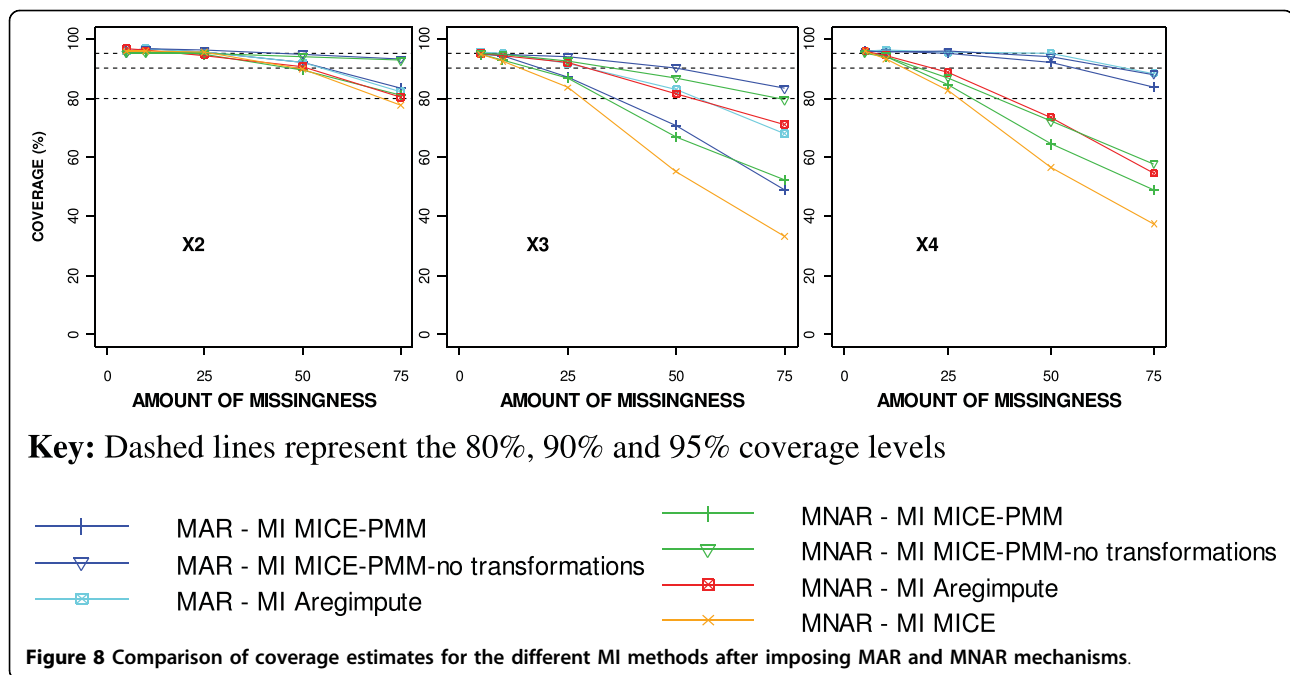 COVERAGE (%)
100
80
60
40
20
0
X2
0 25 50 75
AMOUNT OF MISSINGNESS
100
80
60
40
20
0
X3
0 25 50 75
AMOUNT OF MISSINGNESS
100
80
60
40
20
0
X4
0 25 50 75
AMOUNT OF MISSINGNESS
Key: Dashed lines represent the 80%, 90% and 95% coverage levels
MAR - MI MICE-PMM
MAR - MI MICE-PMM-no transformations
MAR - MI Aregimpute
MNAR - MI MICE-PMM
MNAR - MI MICE-PMM-no transformations
MNAR - MI Aregimpute
MNAR - MI MICE
Figure 8 Comparison of coverage estimates for the different MI methods after imposing MAR and MNAR mechanisms.